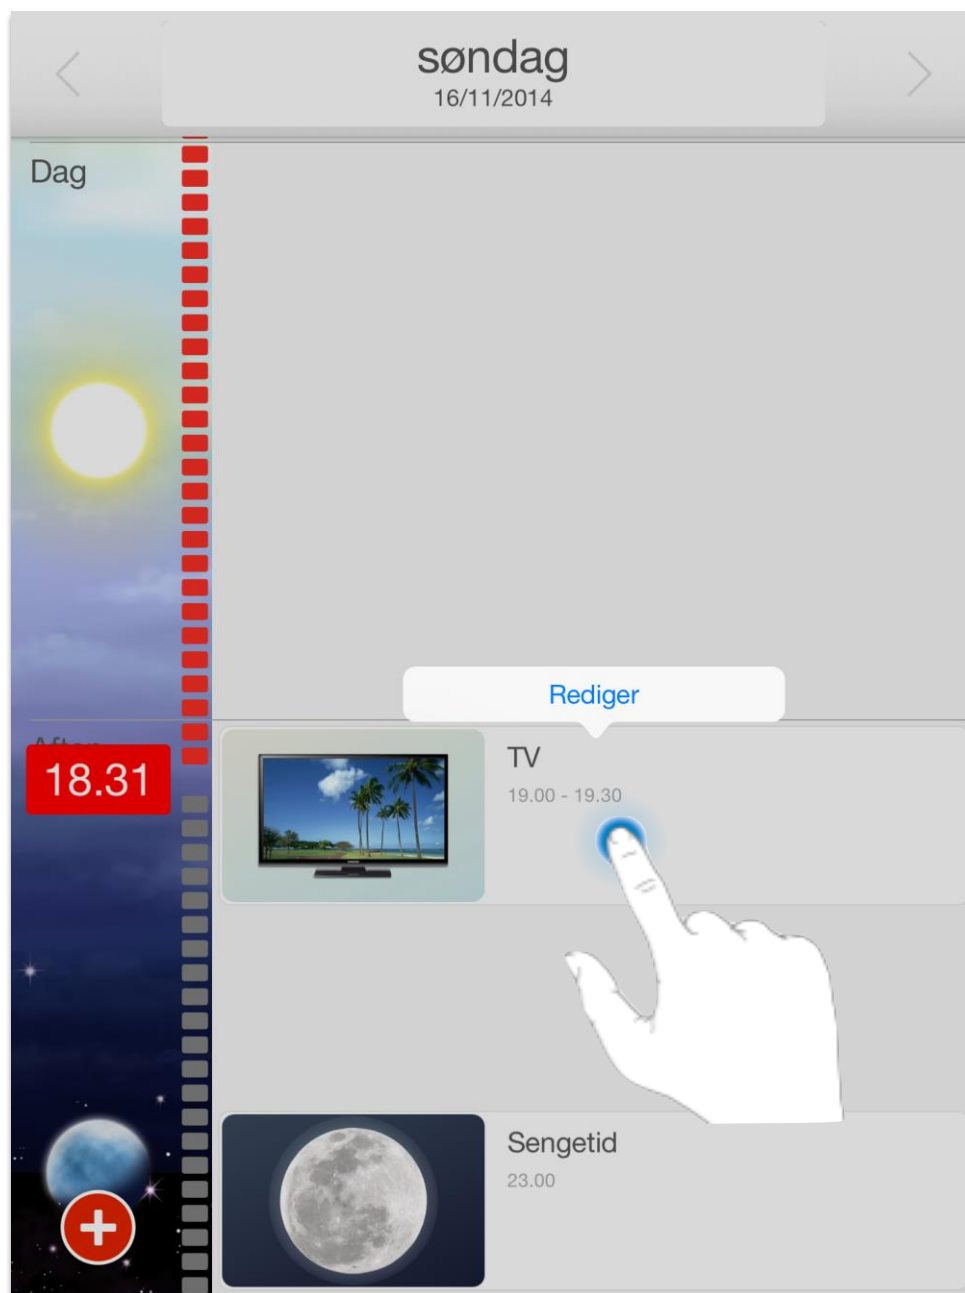 søndag
16/11/2014
Dag
Rediger
18.31
TV
19.00 - 19.30
Sengetid
23.00